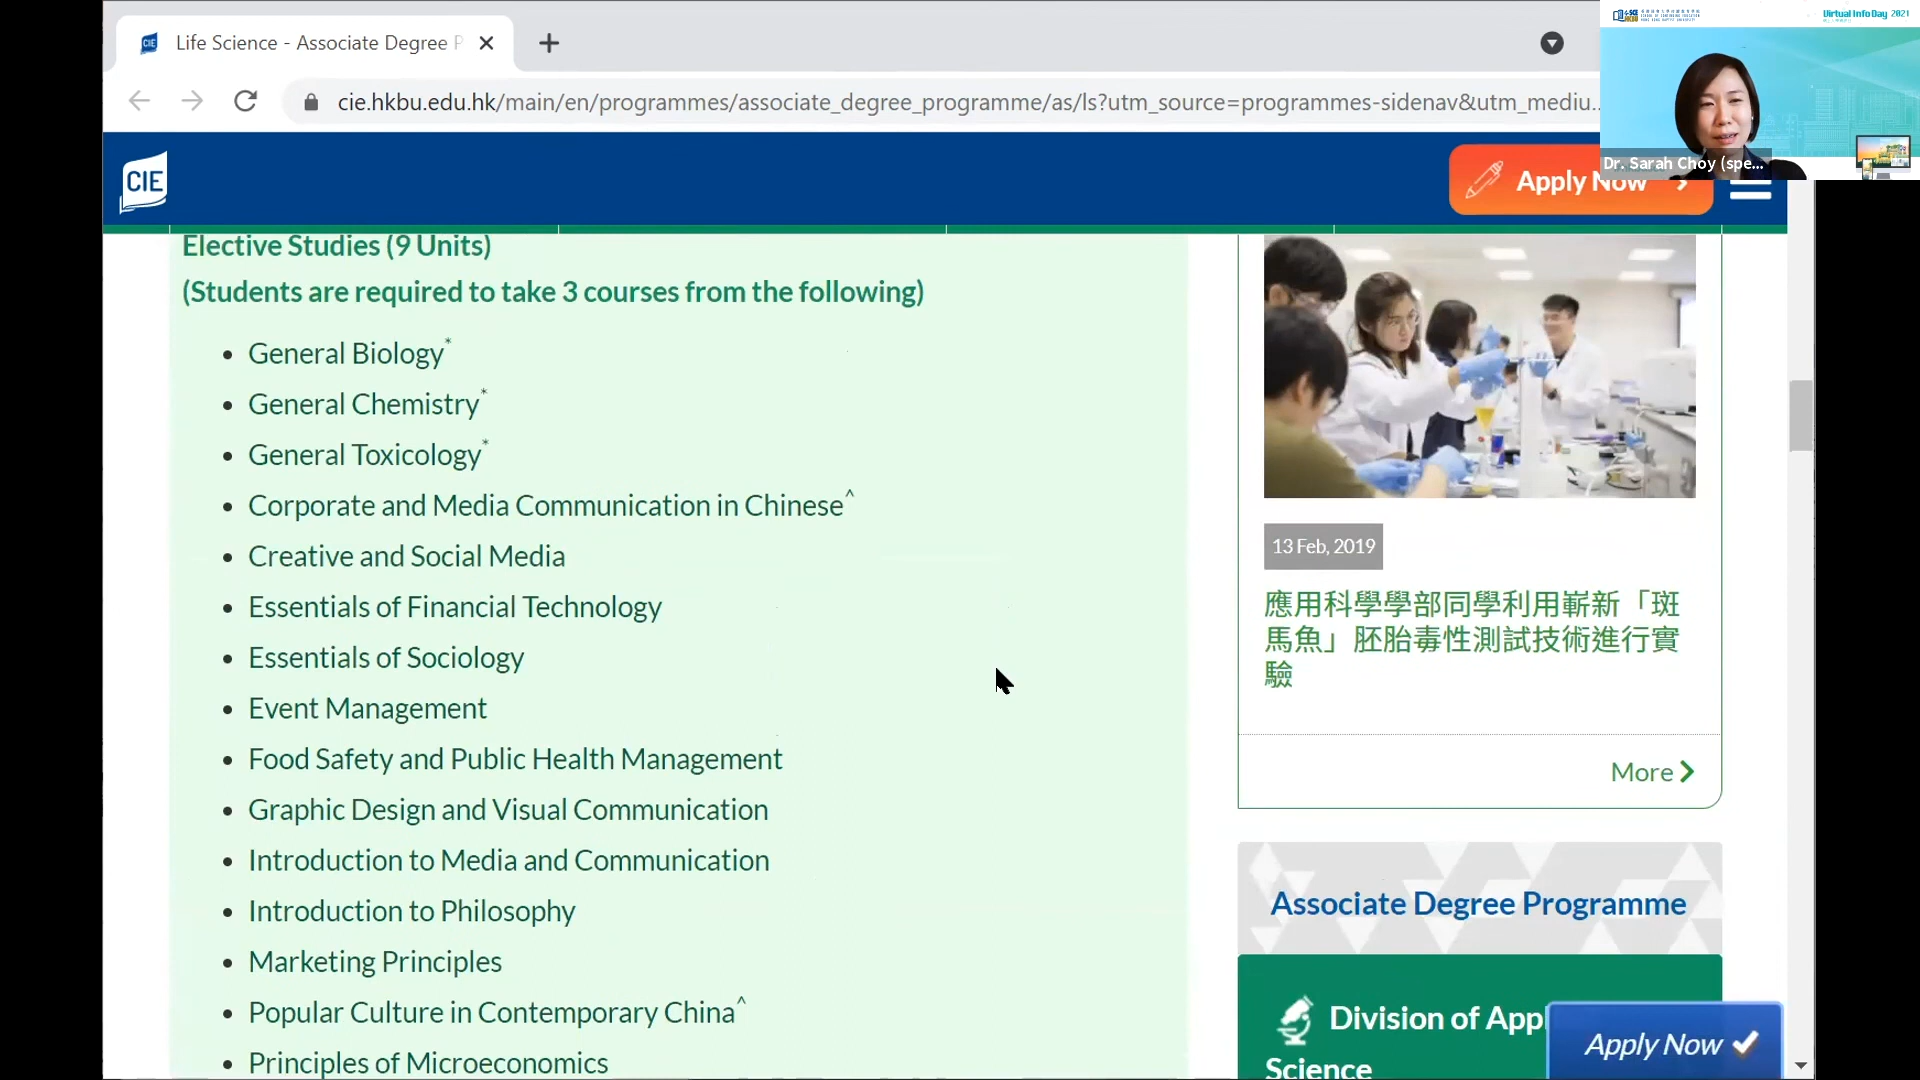 Life Science - Associate Degree P
cie.hkbu.edu.hk/main/en/programmes/associate_degree_programme/as/ls?utm_source=programmes-sidenav&utm_mediu...
Virtual Info Day 2021
Dr. Sarah Choy (spe...
CIE
Apply Now
Elective Studies (9 Units)
(Students are required to take 3 courses from the following)
General Biology*
General Chemistry*
General Toxicology*
Corporate and Media Communication in Chinese^
Creative and Social Media
Essentials of Financial Technology
Essentials of Sociology
Event Management
Food Safety and Public Health Management
Graphic Design and Visual Communication
Introduction to Media and Communication
Introduction to Philosophy
Marketing Principles
Popular Culture in Contemporary China^
Principles of Microeconomics
13 Feb, 2019
應用科學學部同學利用嶄新「斑
馬魚」胚胎毒性測試技術進行實
驗
More
Associate Degree Programme
Division of Appl
Science
Apply Now